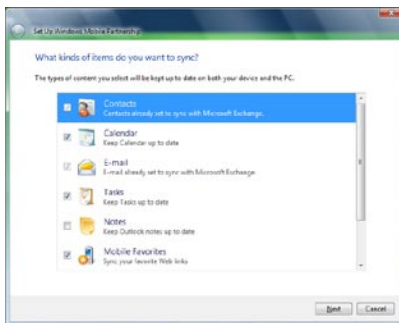 Set Up Windows Mobile Partnership
What kinds of items do you want to sync?
The types of content you select will be kept up to date on both your device and the PC.
Contacts
Contacts already set to sync with Microsoft Exchange.
Calendar
Keep Calendar up to date
E-mail
E-mail already set to sync with Microsoft Exchange.
Tasks
Keep Tasks up to date
Notes
Keep Outlook notes up to date
Mobile Favorites
Sync your favorite Web links
Next
Cancel